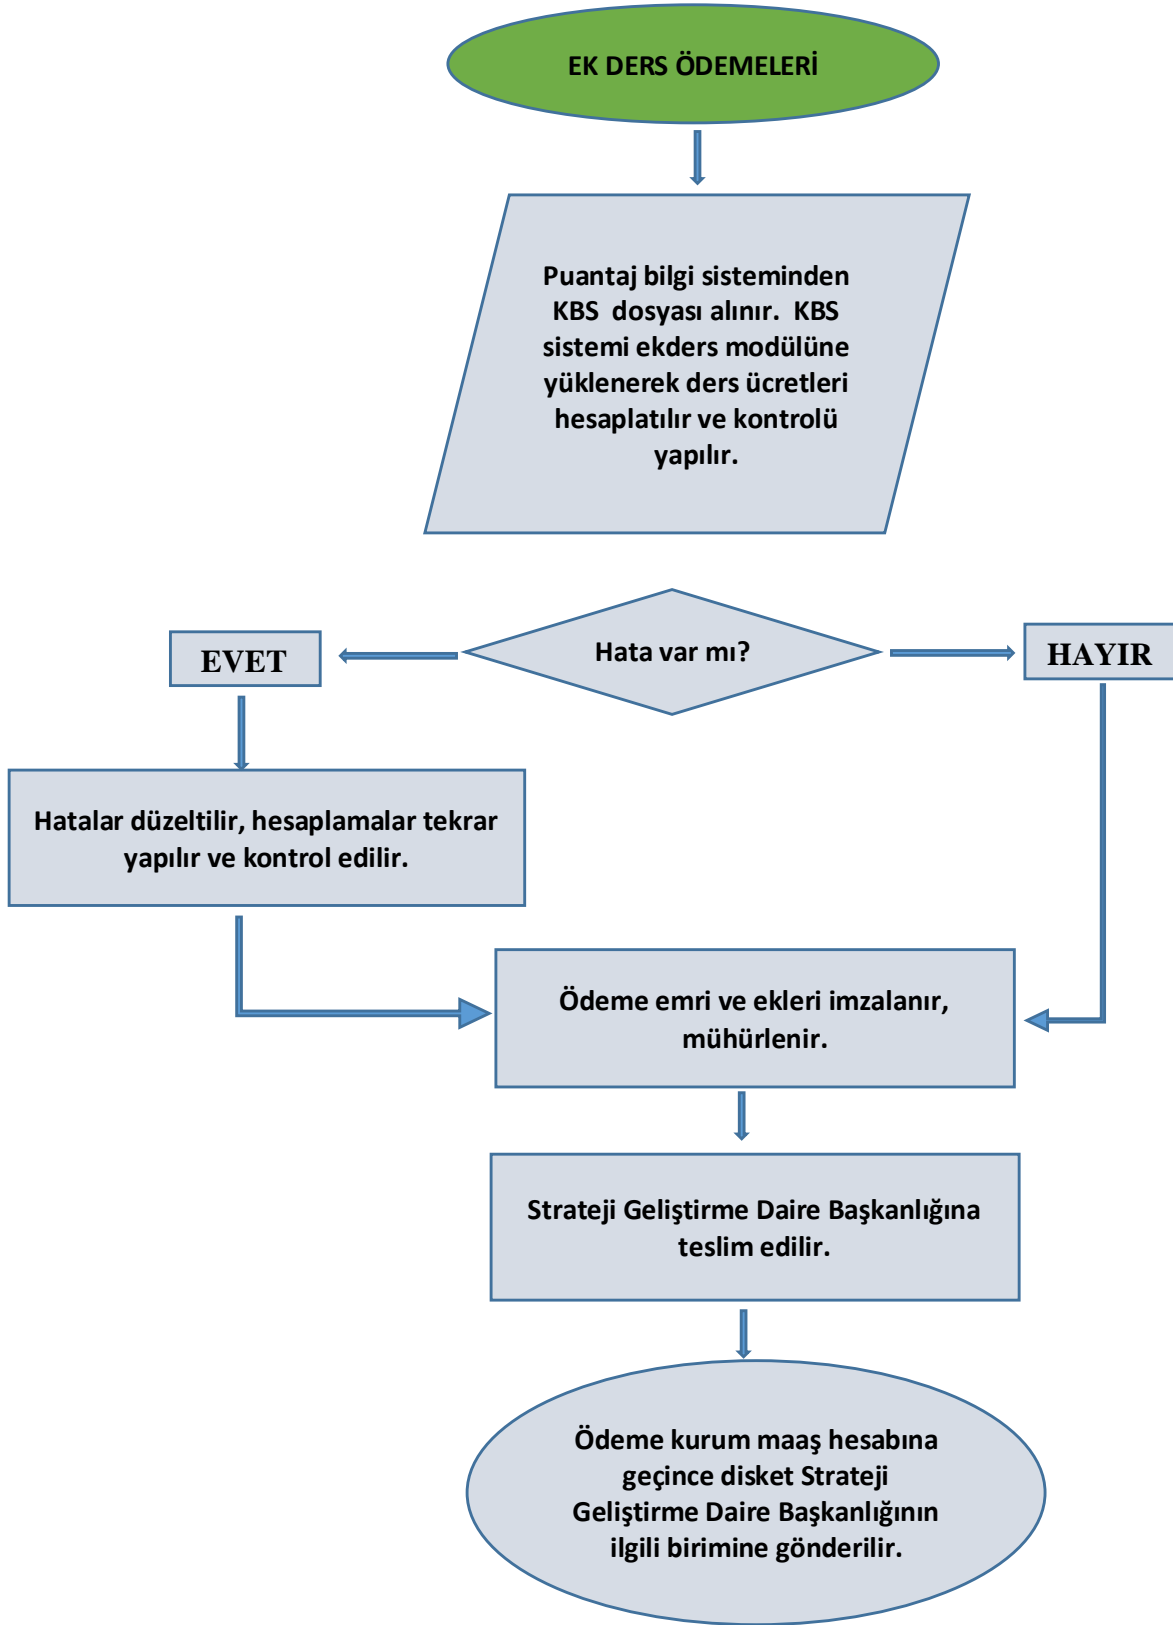 EK DERS ÖDEMELERİ
Puantaj bilgi sisteminden
KBS  dosyası alınır.  KBS
sistemi ekders modülüne
yüklenerek ders ücretleri
hesaplatılır ve kontrolü
yapılır.
Hata var mı?
EVET
HAYIR
Hatalar düzeltilir, hesaplamalar tekrar
yapılır ve kontrol edilir.
Ödeme emri ve ekleri imzalanır,
mühürlenir.
Strateji Geliştirme Daire Başkanlığına
teslim edilir.
Ödeme kurum maaş hesabına
geçince disket Strateji
Geliştirme Daire Başkanlığının
ilgili birimine gönderilir.